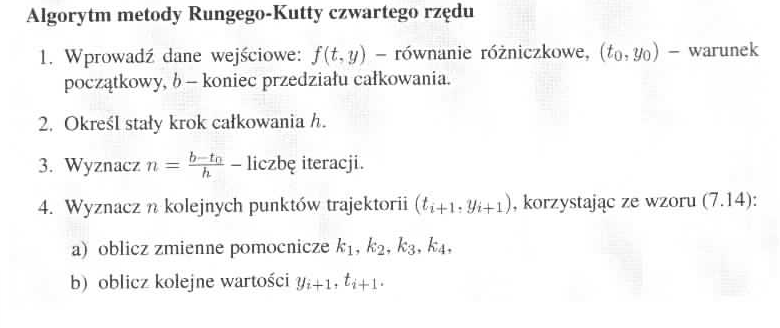 Algorytm metody Rungego-Kutty czwartego rzędu
1. Wprowadź dane wejściowe: f(t, y) – równanie różniczkowe, (t₀, y₀) – warunek
początkowy, b – koniec przedziału całkowania.
2. Określ stały krok całkowania h.
3. Wyznacz n = (b−t₀)/h – liczbę iteracji.
4. Wyznacz n kolejnych punktów trajektorii (tᵢ₊₁, yᵢ₊₁), korzystając ze wzoru (7.14):
a) oblicz zmienne pomocnicze k₁, k₂, k₃, k₄,
b) oblicz kolejne wartości yᵢ₊₁, tᵢ₊₁.